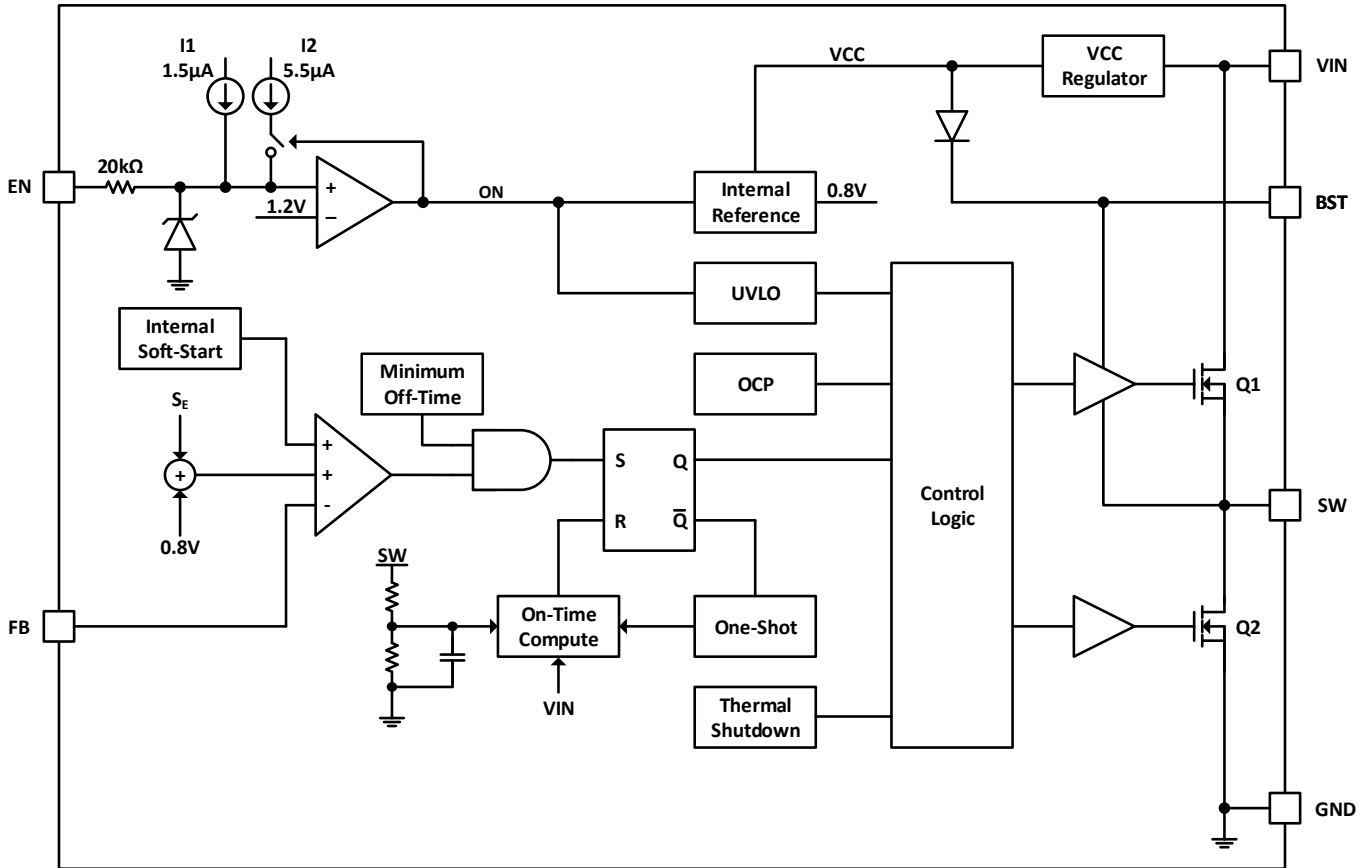 I1
1.5µA
I2
5.5µA
VCC
VCC
Regulator
VIN
EN
20kΩ
+
1.2V
−
ON
Internal
Reference
0.8V
BST
UVLO
Internal
Soft-Start
Minimum
Off-Time
OCP
Q1
SE
+
+
+
-
0.8V
S
Q
R
Q̅
Control
Logic
SW
SW
FB
On-Time
Compute
One-Shot
Q2
VIN
Thermal
Shutdown
GND